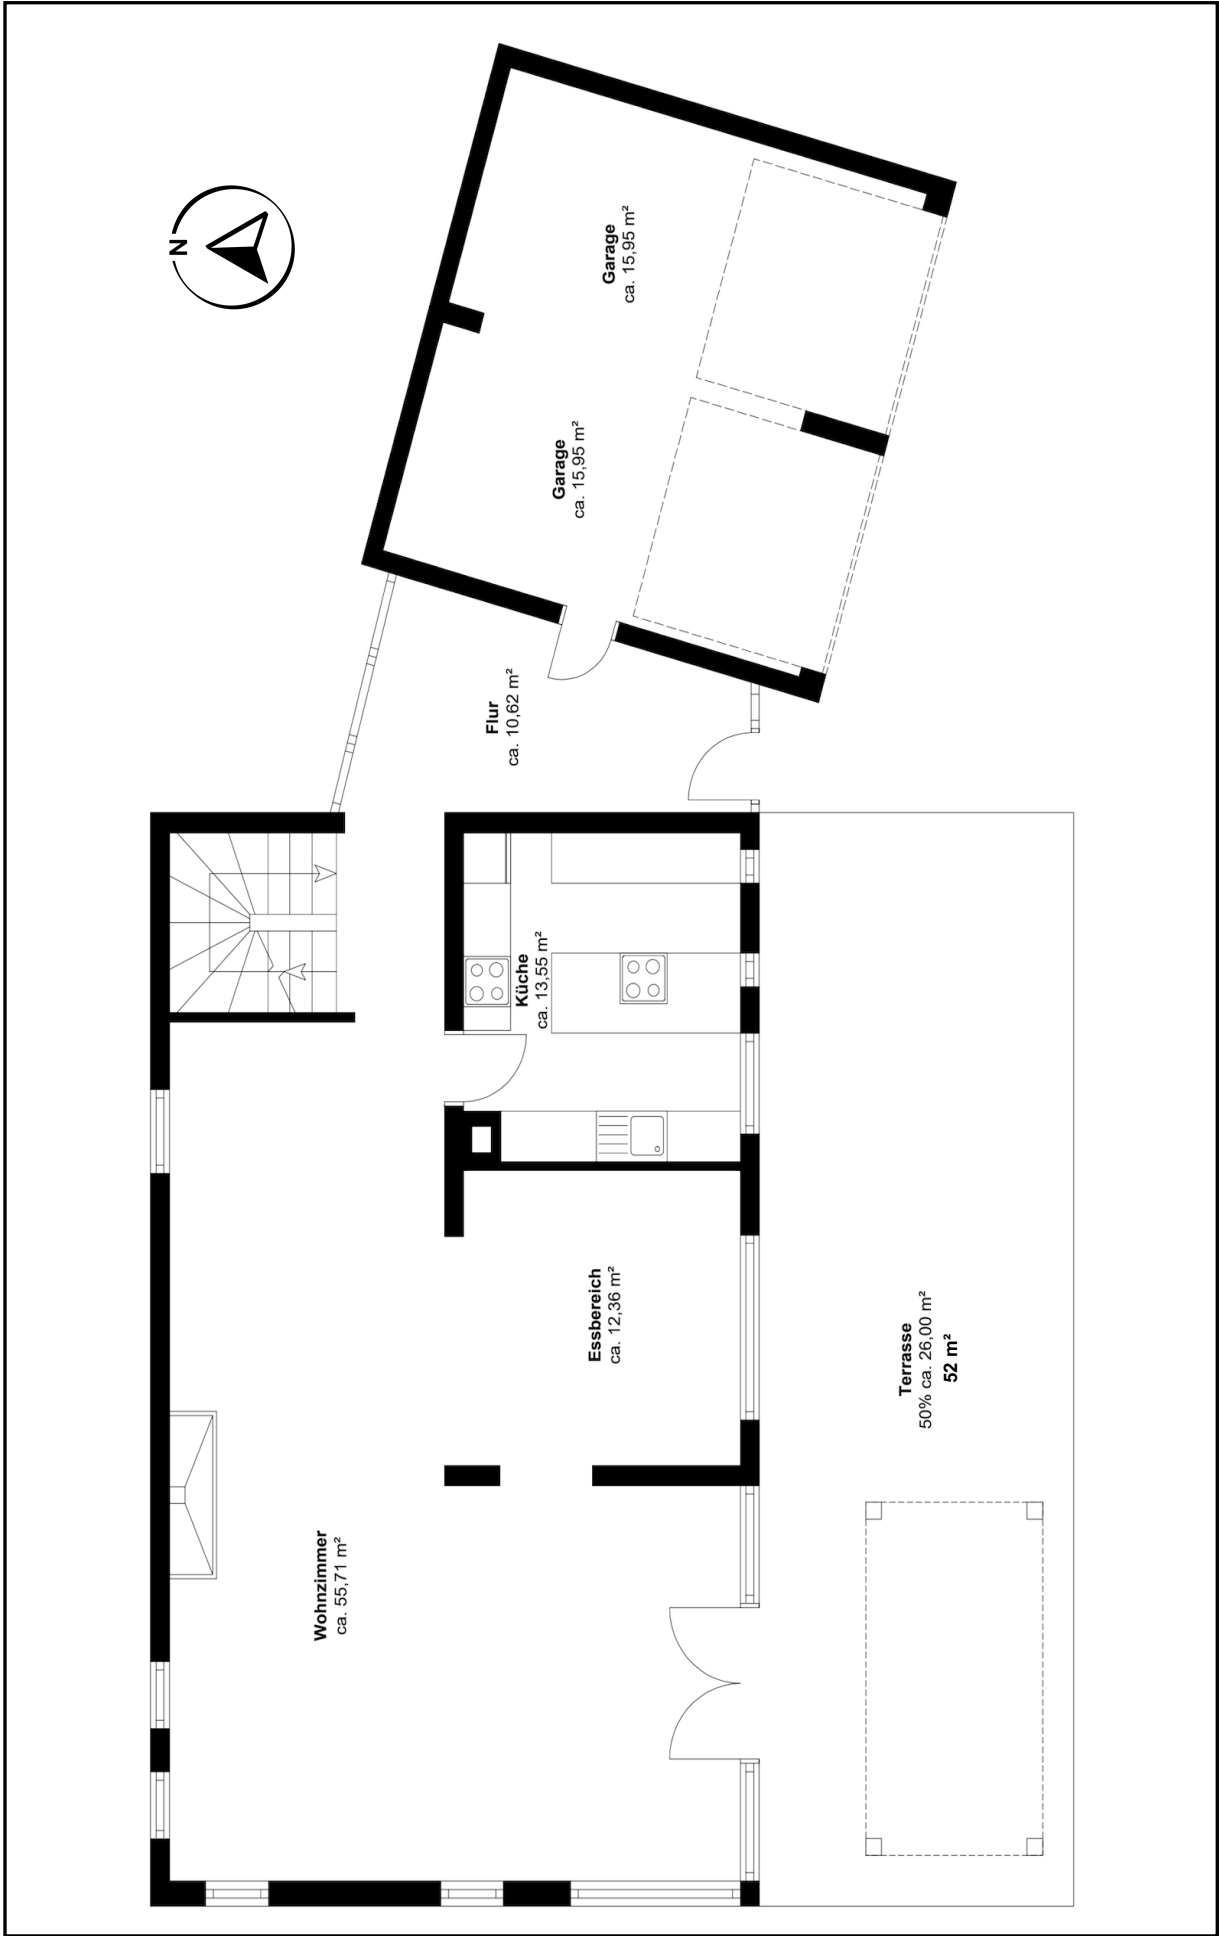 N
Garage
ca. 15,95 m²
Garage
ca. 15,95 m²
Flur
ca. 10,62 m²
Küche
ca. 13,55 m²
Essbereich
ca. 12,36 m²
Terrasse
50% ca. 26,00 m²
52 m²
Wohnzimmer
ca. 55,71 m²